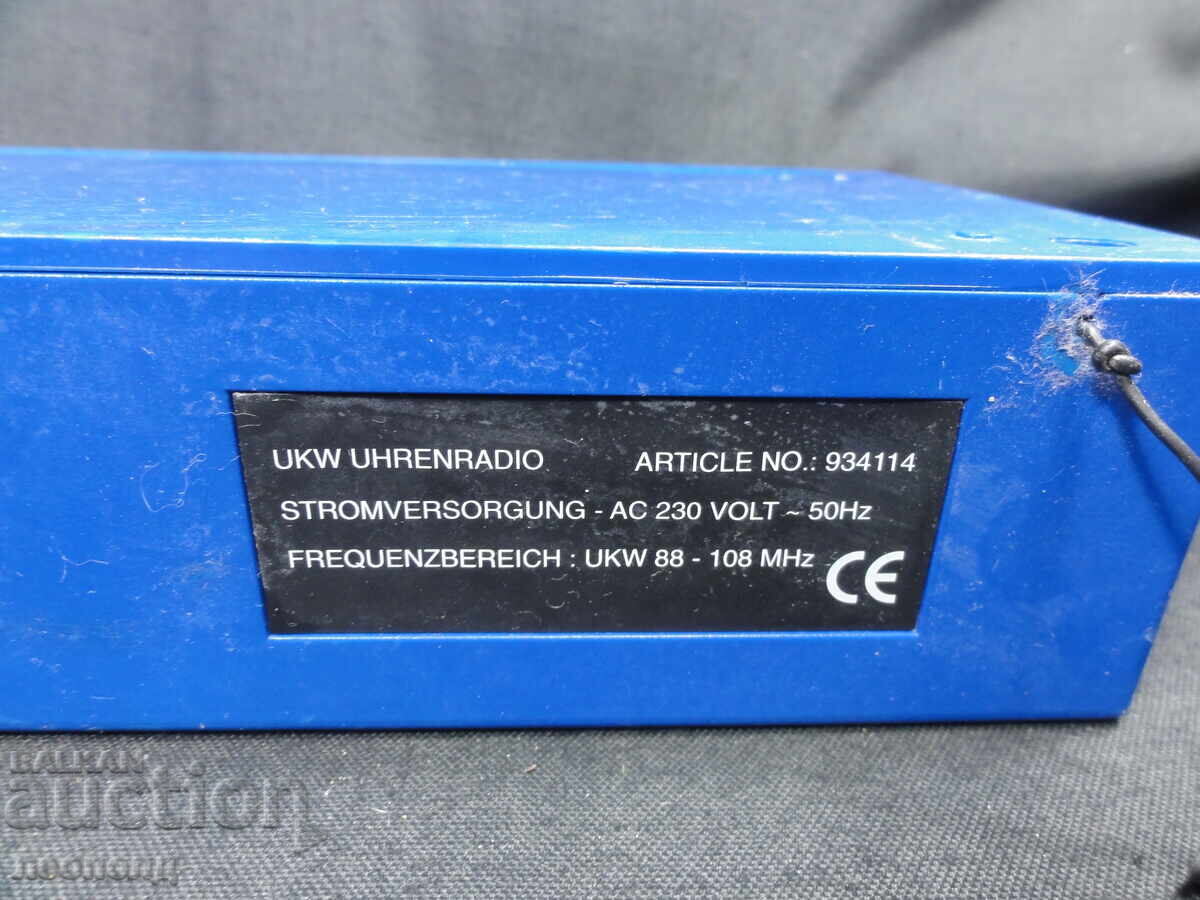 UKW UHRENRADIO ARTICLE NO.: 934114
STROMVERSORGUNG - AC 230 VOLT ~ 50Hz
FREQUENZBEREICH : UKW 88 - 108 MHz CE
BALKAN
auction